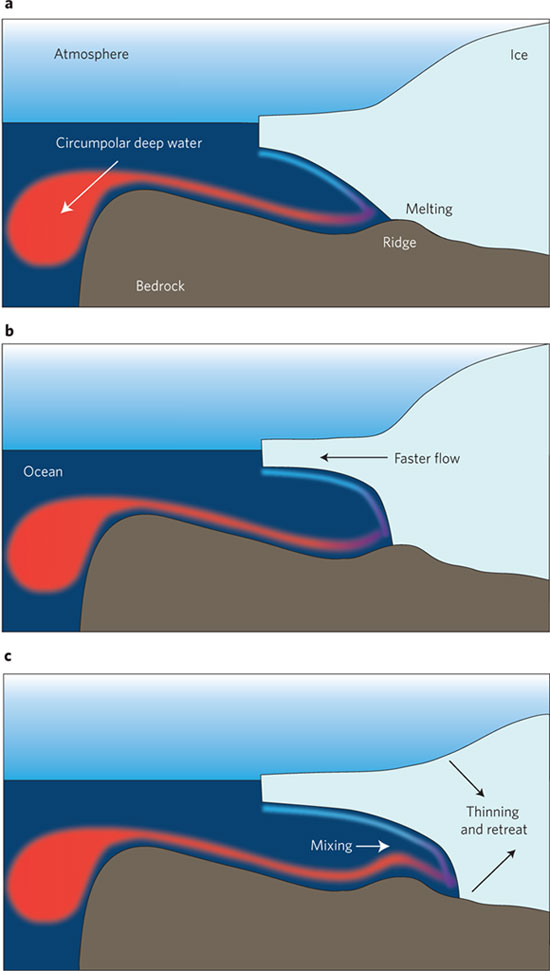 a
Atmosphere
Ice
Circumpolar deep water
Melting
Ridge
Bedrock
b
Faster flow
Ocean
c
Thinning
and retreat
Mixing